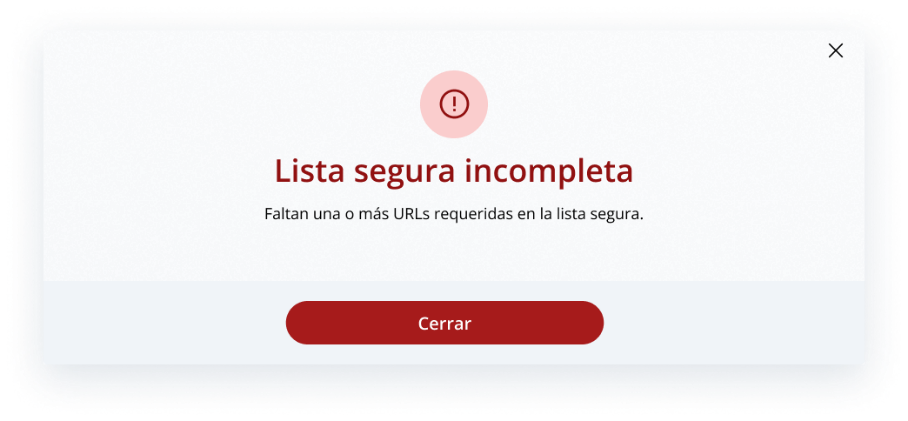 Lista segura incompleta
Faltan una o más URLs requeridas en la lista segura.
Cerrar